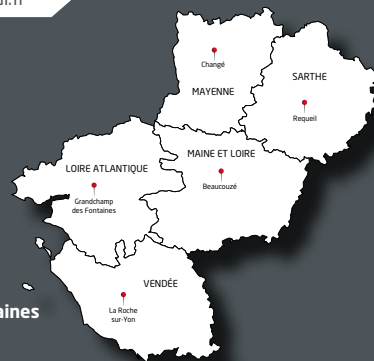 Changé
MAYENNE
SARTHE
Requeil
LOIRE ATLANTIQUE
MAINE ET LOIRE
Grandchamp
des Fontaines
Beaucouzé
VENDÉE
La Roche
sur-Yon